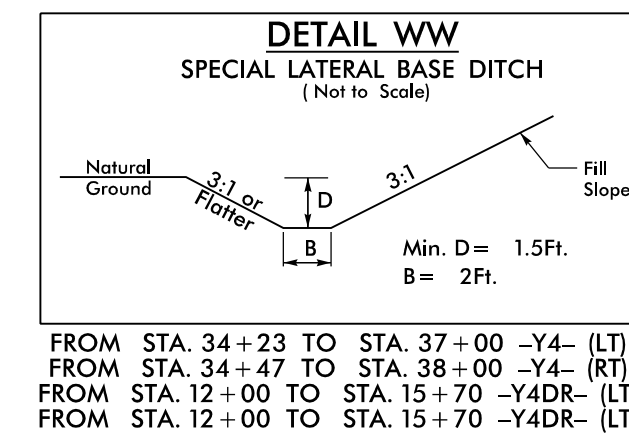 DETAIL WW
SPECIAL LATERAL BASE DITCH
( Not to Scale)
Natural
Ground
3:1 or
Flatter
D
B
3:1
Fill
Slope
Min. D = 1.5Ft.
B = 2Ft.
FROM STA. 34+23 TO STA. 37+00 -Y4- (LT)
FROM STA. 34+47 TO STA. 38+00 -Y4- (RT)
FROM STA. 12+00 TO STA. 15+70 -Y4DR- (LT
FROM STA. 12+00 TO STA. 15+70 -Y4DR- (LT